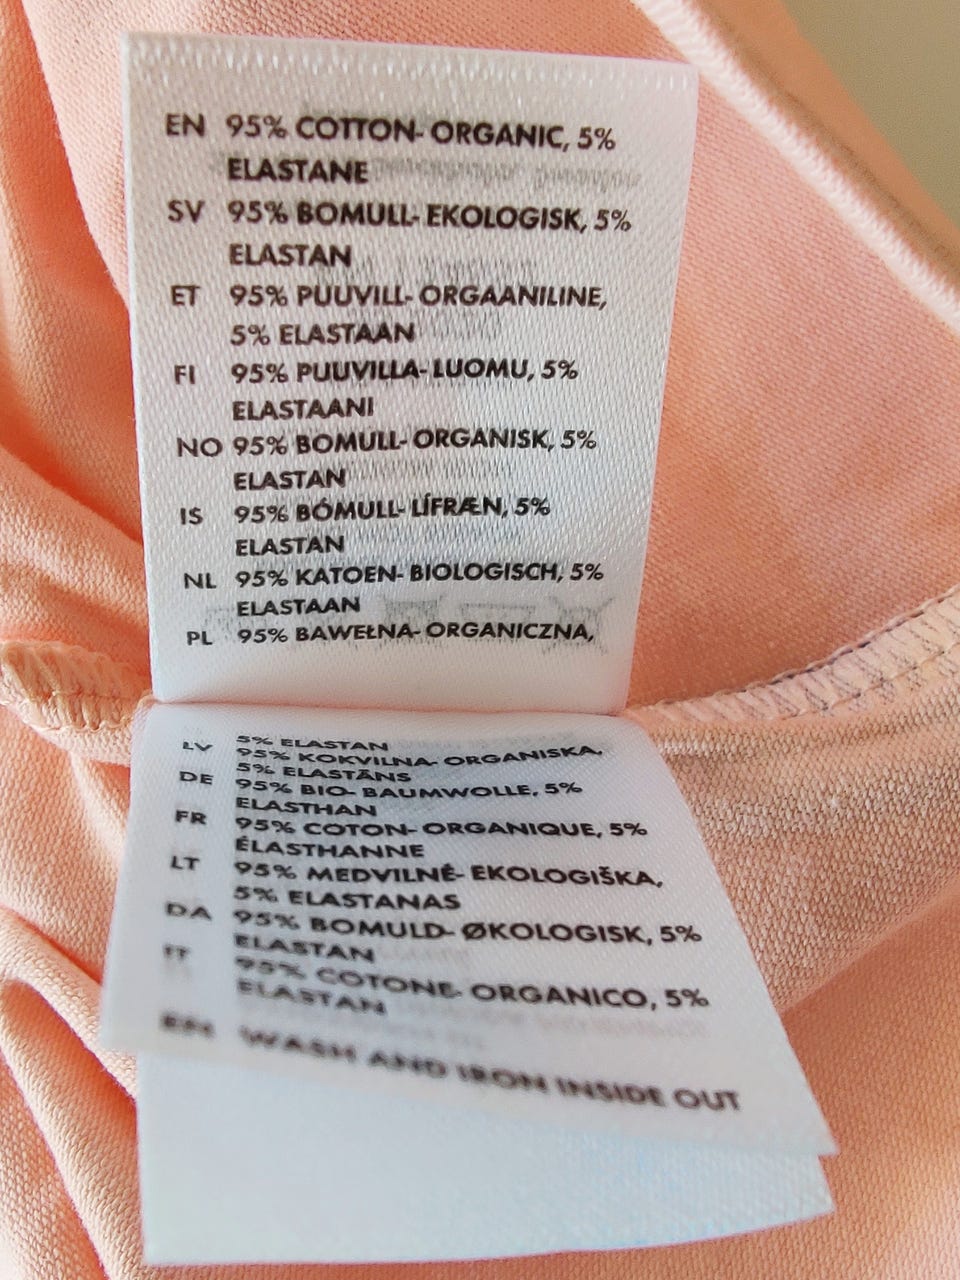 EN 95% COTTON- ORGANIC, 5%
ELASTANE
SV 95% BOMULL- EKOLOGISK, 5%
ELASTAN
ET 95% PUUVILL- ORGAANILINE,
5% ELASTAAN
FI 95% PUUVILLA- LUOMU, 5%
ELASTAANI
NO 95% BOMULL- ORGANISK, 5%
ELASTAN
IS 95% BÓMULL- LÍFRÆN, 5%
ELASTAN
NL 95% KATOEN- BIOLOGISCH, 5%
ELASTAAN
PL 95% BAWEŁNA- ORGANICZNA,
5% ELASTAN
LV 95% KOKVILNA- ORGANISKA,
5% ELASTĀNS
DE 95% BIO- BAUMWOLLE, 5%
ELASTHAN
FR 95% COTON- ORGANIQUE, 5%
ÉLASTHANNE
LT 95% MEDVILNĖ- EKOLOGIŠKA,
5% ELASTANAS
DA 95% BOMULD- ØKOLOGISK, 5%
ELASTAN
IT 95% COTONE- ORGANICO, 5%
ELASTAN
EN WASH AND IRON INSIDE OUT